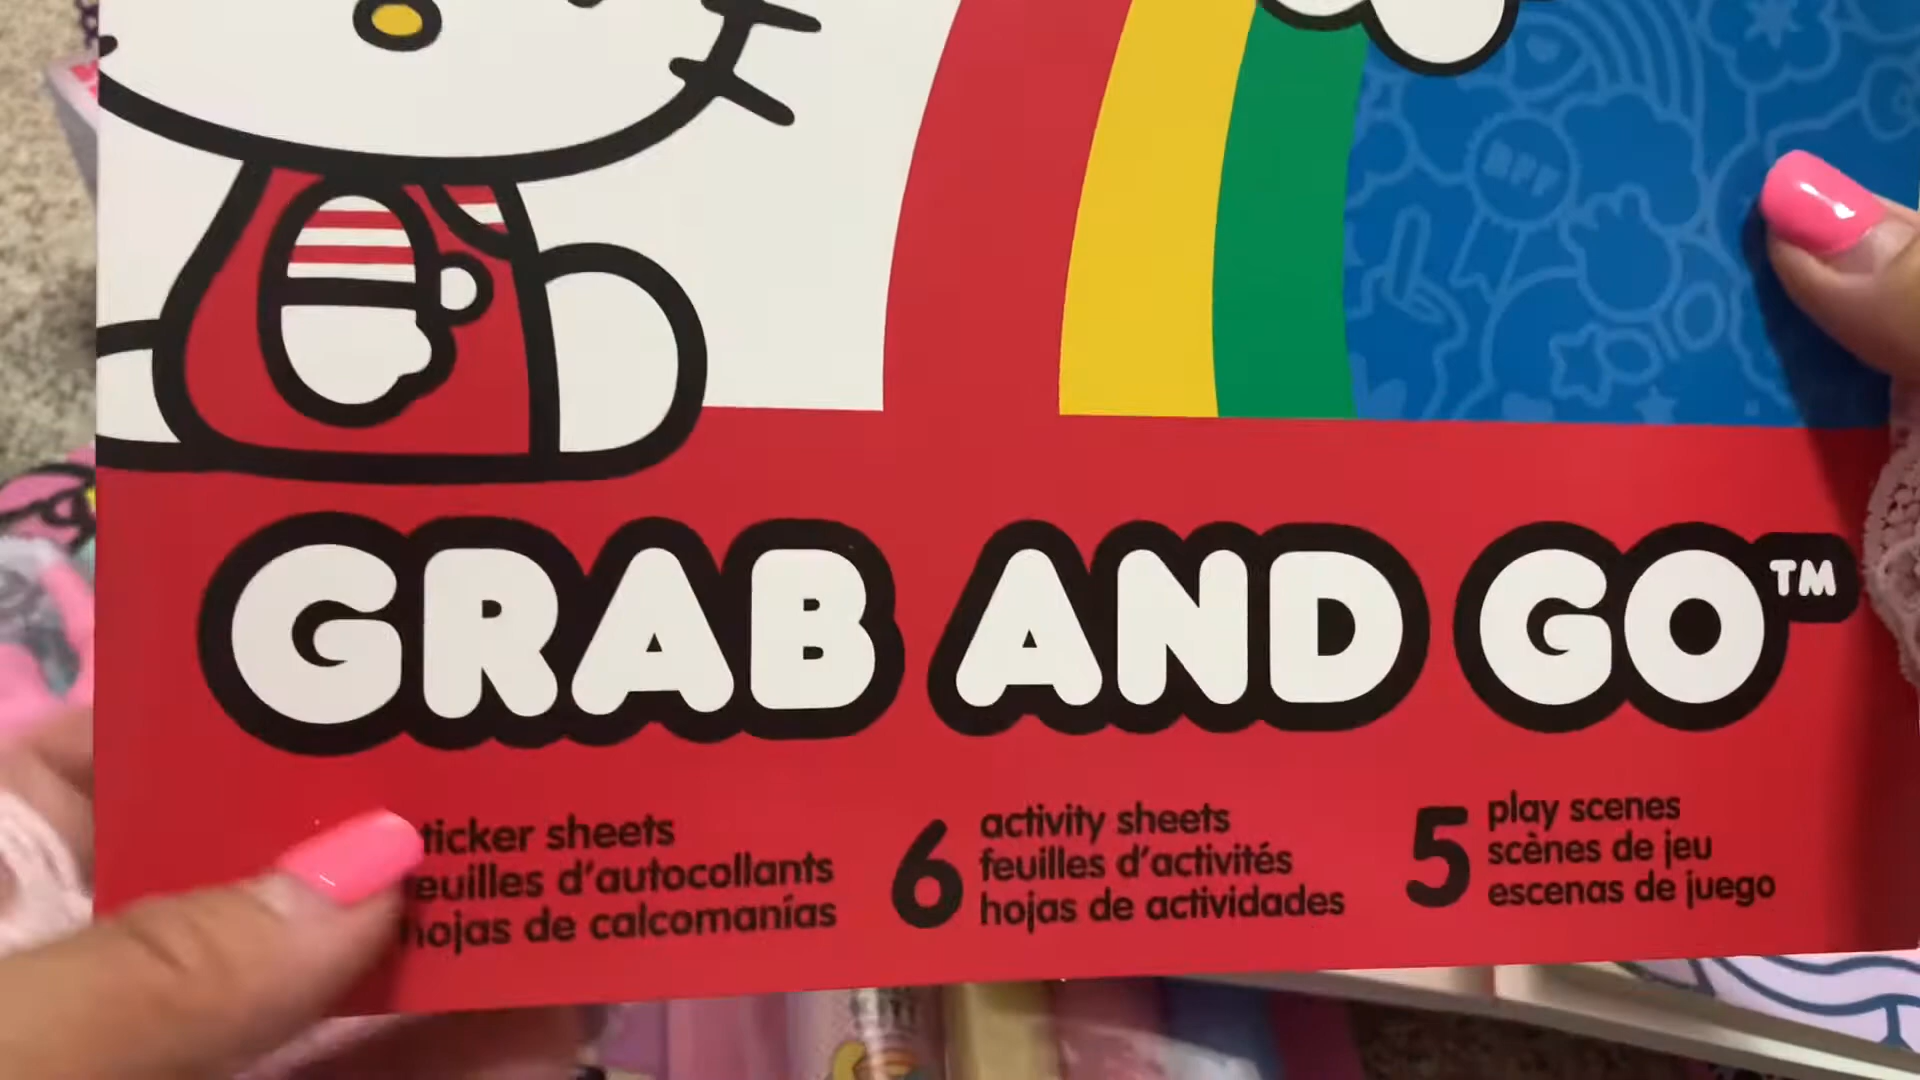 BFF
GRAB AND GO™
ticker sheets
euilles d'autocollants
hojas de calcomanías
6
activity sheets
feuilles d'activités
hojas de actividades
5
play scenes
scènes de jeu
escenas de juego